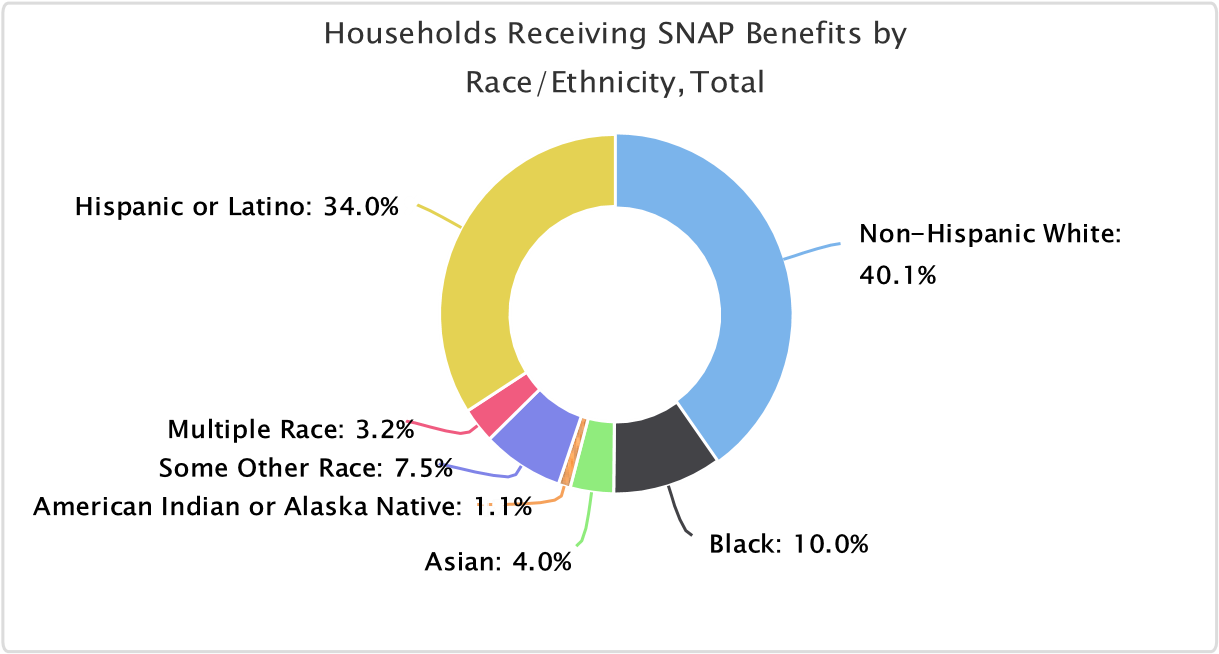 Households Receiving SNAP Benefits by
Race/Ethnicity, Total
Hispanic or Latino: 34.0%
Non-Hispanic White:
40.1%
Multiple Race: 3.2%
Some Other Race: 7.5%
American Indian or Alaska Native: 1.1%
Black: 10.0%
Asian: 4.0%